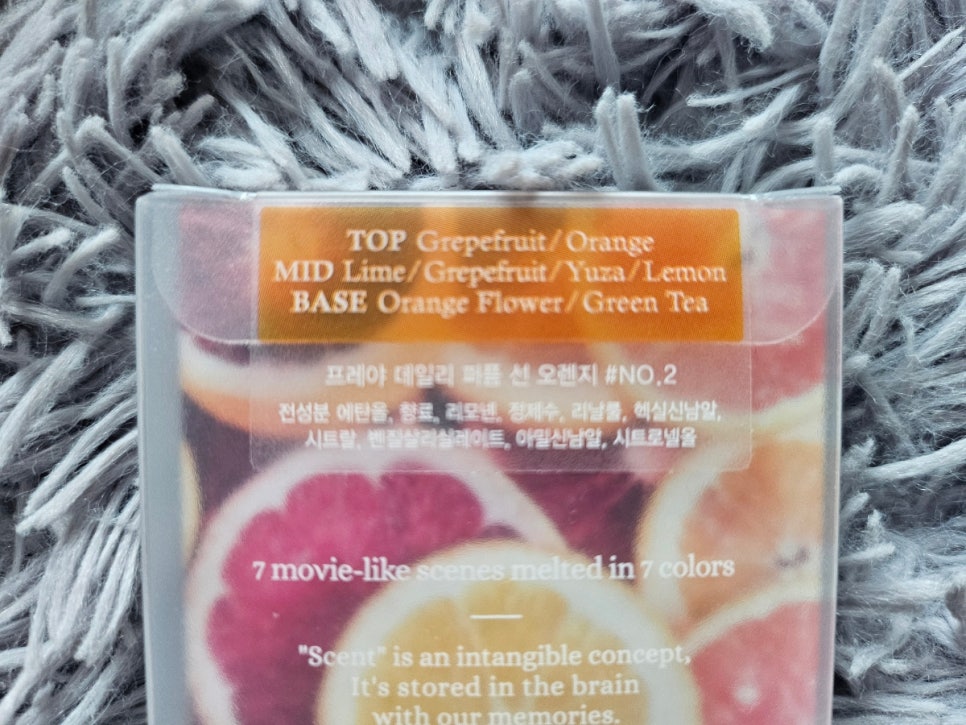 TOP Grepefruit/Orange
MID Lime/Grepefruit/Yuza/Lemon
BASE Orange Flower/Green Tea
프레야 데일리 퍼퓸 선 오렌지 #NO.2
전성분 에탄올, 향료, 리모넨, 정제수, 리날룰, 헥실신남알,
시트랄, 벤질살리실레이트, 아밀신남알, 시트로넬올
7 movie-like scenes melted in 7 colors
"Scent" is an intangible concept,
It's stored in the brain
with our memories.